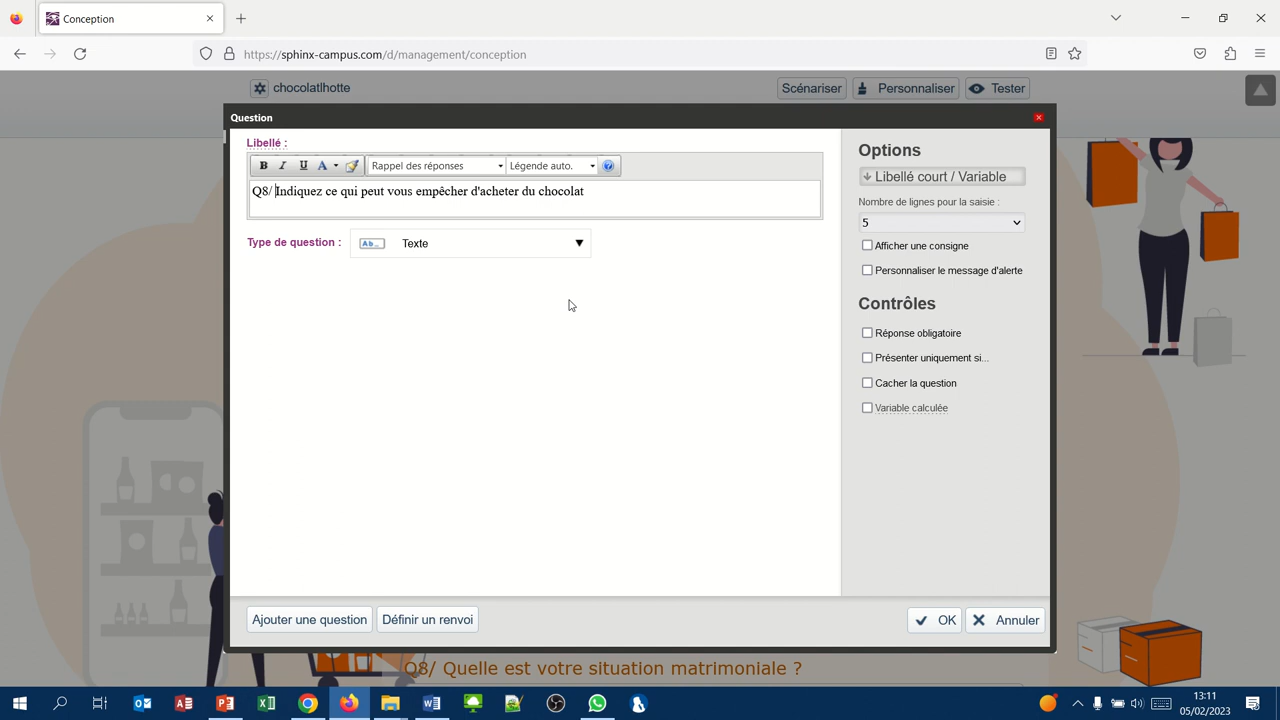 Conception
https://sphinx-campus.com/d/management/conception
chocolatlhotte
Scénariser
Personnaliser
Tester
Question
Libellé :
B I U A Rappel des réponses Légende auto.
Q8/ Indiquez ce qui peut vous empêcher d'acheter du chocolat
Type de question : Ab... Texte
Options
Libellé court / Variable
Nombre de lignes pour la saisie :
5
Afficher une consigne
Personnaliser le message d'alerte
Contrôles
Réponse obligatoire
Présenter uniquement si...
Cacher la question
Variable calculée
Ajouter une question
Définir un renvoi
OK
Annuler
Q8/ Quelle est votre situation matrimoniale ?
13:11
05/02/2023